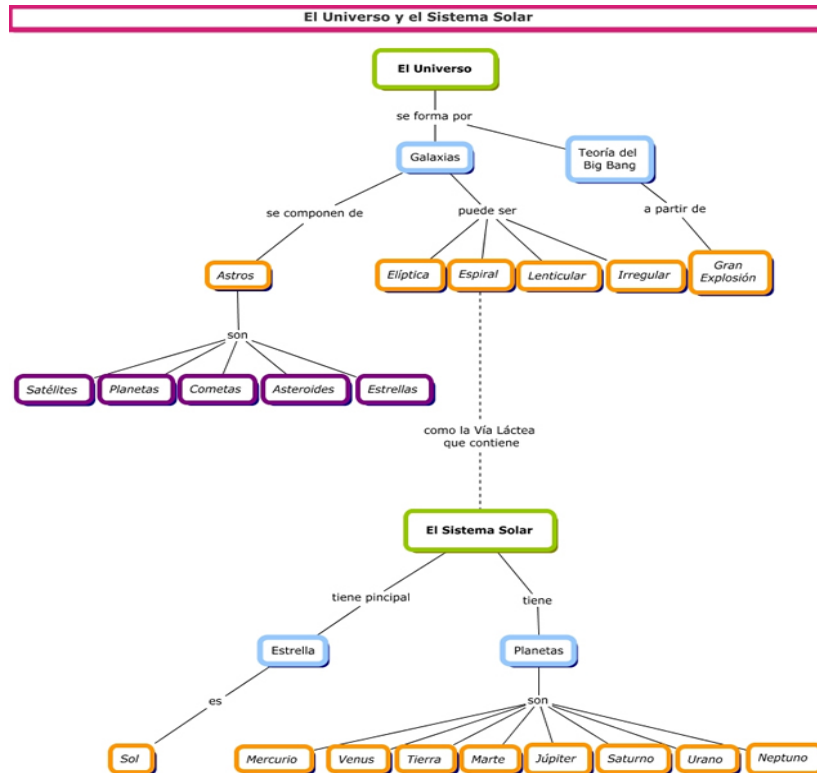 El Universo y el Sistema Solar
El Universo
se forma por
Galaxias
Teoría del
Big Bang
se componen de
puede ser
a partir de
Astros
Elíptica
Espiral
Lenticular
Irregular
Gran
Explosión
son
Satélites
Planetas
Cometas
Asteroides
Estrellas
como la Vía Láctea
que contiene
El Sistema Solar
tiene pincipal
tiene
Estrella
Planetas
es
son
Sol
Mercurio
Venus
Tierra
Marte
Júpiter
Saturno
Urano
Neptuno